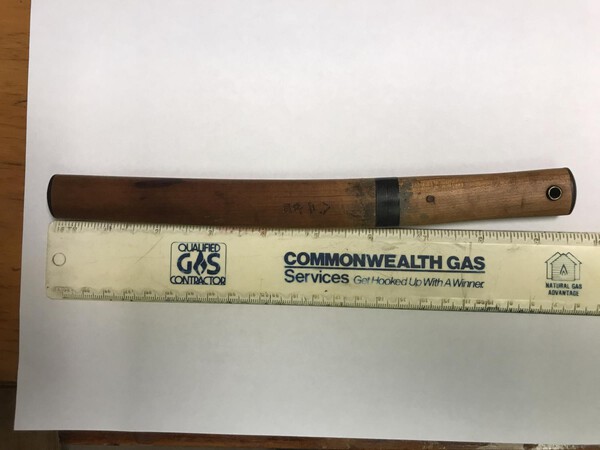 QUALIFIED
GAS
CONTRACTOR
COMMONWEALTH GAS
Services Get Hooked Up With A Winner.
NATURAL GAS
ADVANTAGE